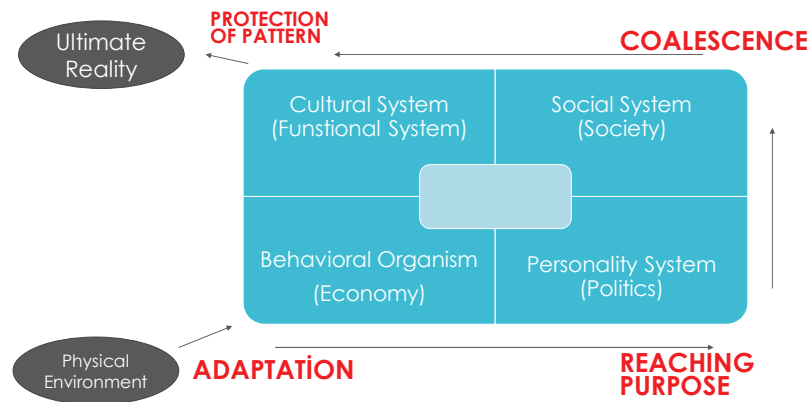 Ultimate
Reality
PROTECTION
OF PATTERN
COALESCENCE
Cultural System
(Funstional System)
Social System
(Society)
Behavioral Organism
(Economy)
Personality System
(Politics)
Physical
Environment
ADAPTATİON
REACHING
PURPOSE